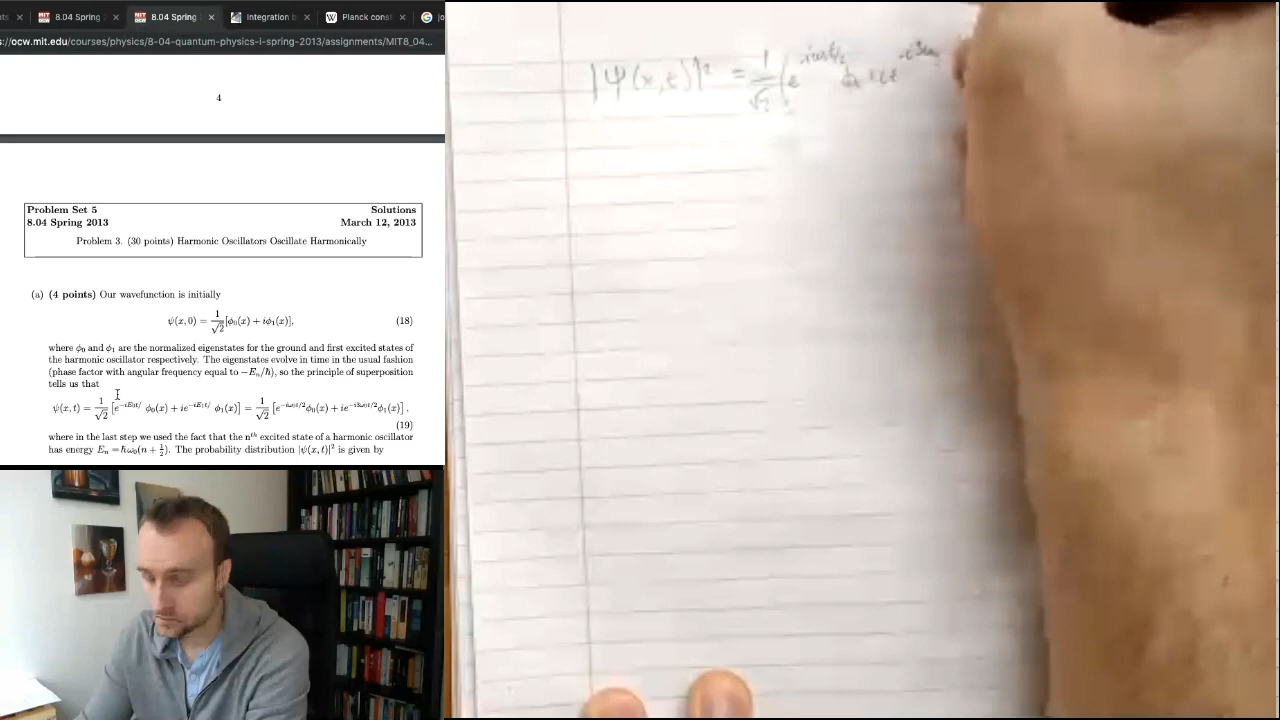 8.04 Spring
8.04 Spring
Integration b
Planck const
jo
://ocw.mit.edu/courses/physics/8-04-quantum-physics-i-spring-2013/assignments/MIT8_04...
4
Problem Set 5 Solutions
8.04 Spring 2013 March 12, 2013
Problem 3. (30 points) Harmonic Oscillators Oscillate Harmonically
(a) (4 points) Our wavefunction is initially
ψ(x, 0) = 1/√2 [ϕ₀(x) + iϕ₁(x)], (18)
where ϕ₀ and ϕ₁ are the normalized eigenstates for the ground and first excited states of
the harmonic oscillator respectively. The eigenstates evolve in time in the usual fashion
(phase factor with angular frequency equal to −Eₙ/ℏ), so the principle of superposition
tells us that
ψ(x, t) = 1/√2 [e^{−iE₀t/} ϕ₀(x) + ie^{−iE₁t/} ϕ₁(x)] = 1/√2 [e^{−iω₀t/2}ϕ₀(x) + ie^{−i3ω₀t/2}ϕ₁(x)],
(19)
where in the last step we used the fact that the nᵗʰ excited state of a harmonic oscillator
has energy Eₙ = ℏω₀(n + 1/2). The probability distribution |ψ(x, t)|² is given by
|Ψ(x,t)|² = 1/√2 (e